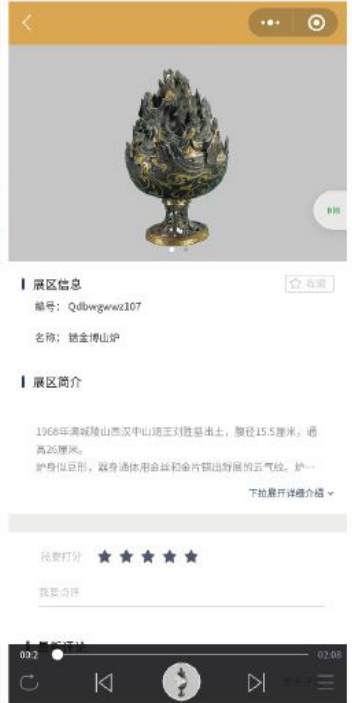 展区信息
收藏
编号： Qdbwgwwz107
名称： 错金博山炉
展区简介
1968年满城陵山西汉中山靖王刘胜墓出土，腹径15.5厘米，通
高26厘米。
炉身似豆形，器身通体用金丝和金片错出舒展的云气纹。炉…
下拉展开详细介绍
我要打分
我要点评
最新评论
00:2
02:08